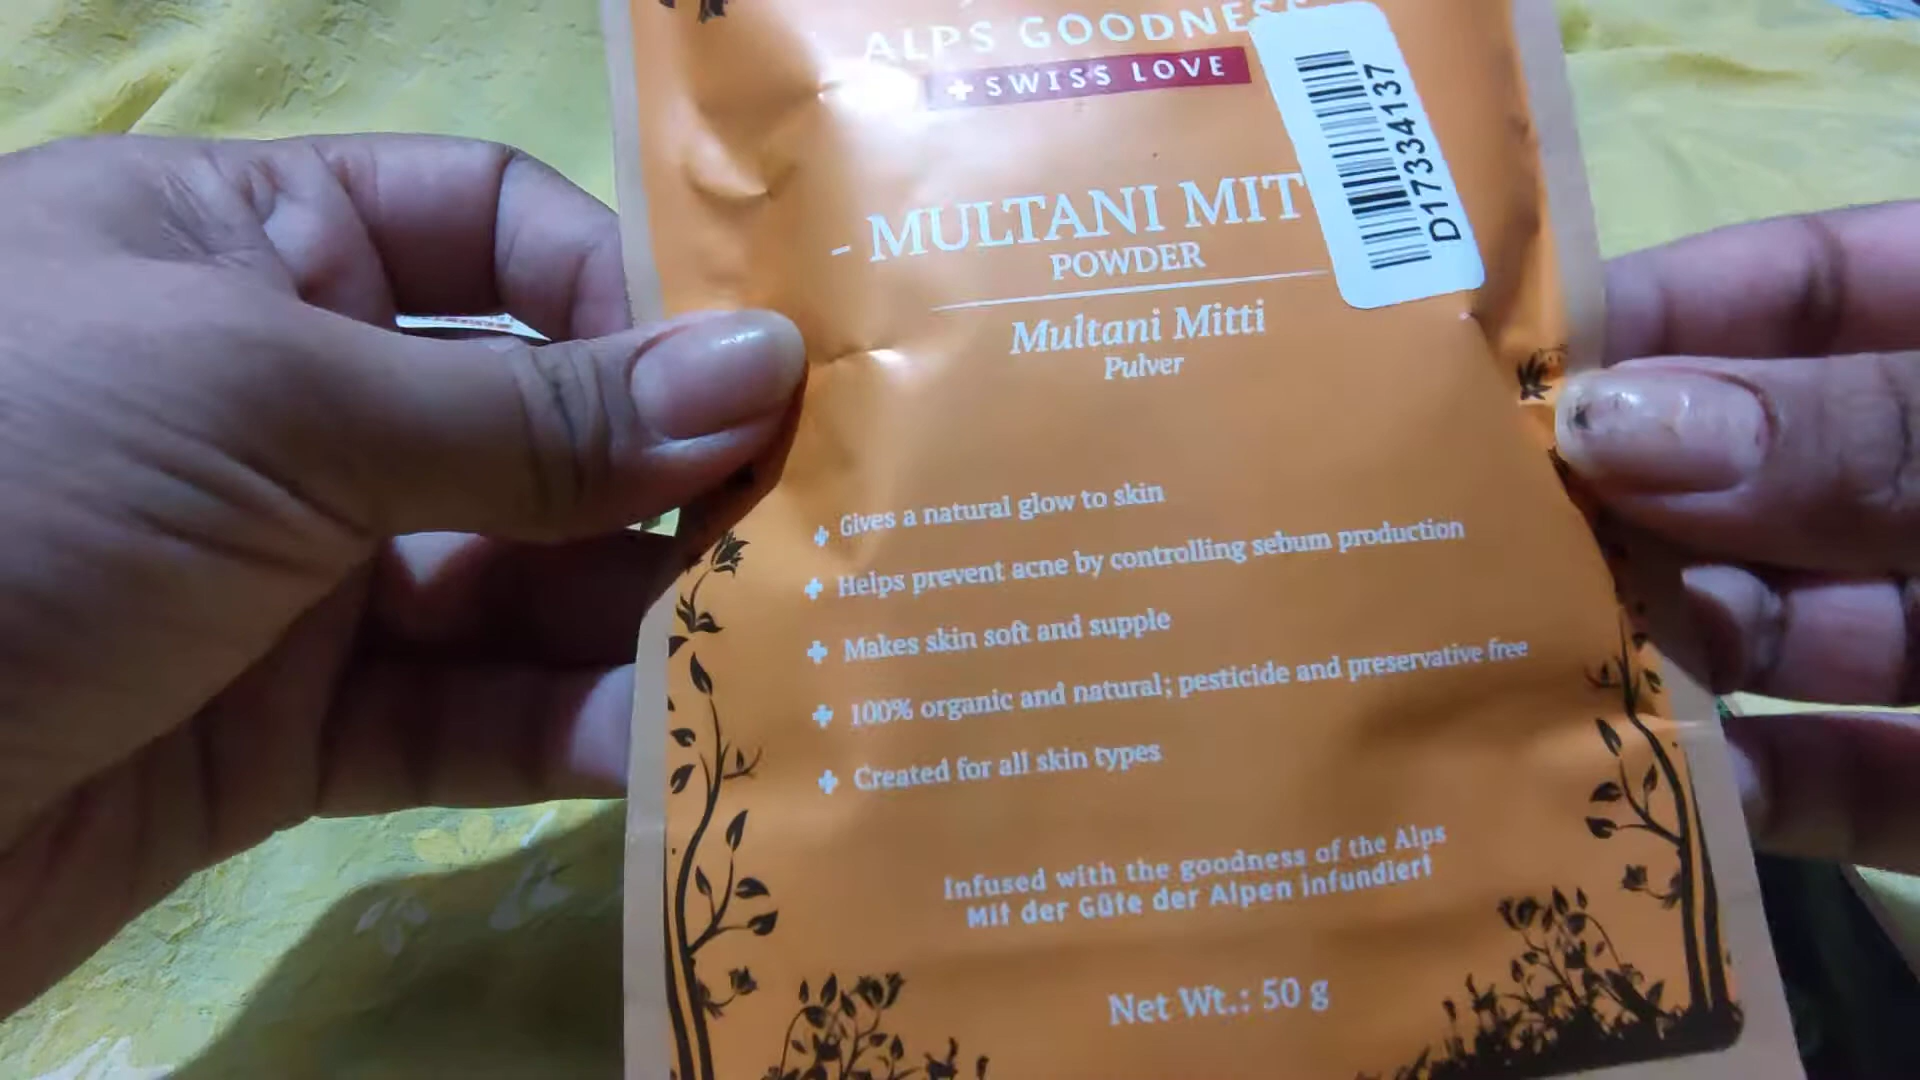 ALPS GOODNESS
+ SWISS LOVE
D17334137
- MULTANI MIT
POWDER
Multani Mitti
Pulver
+ Gives a natural glow to skin
+ Helps prevent acne by controlling sebum production
+ Makes skin soft and supple
+ 100% organic and natural; pesticide and preservative free
+ Created for all skin types
Infused with the goodness of the Alps
Mit der Güte der Alpen infundiert
Net Wt.: 50 g